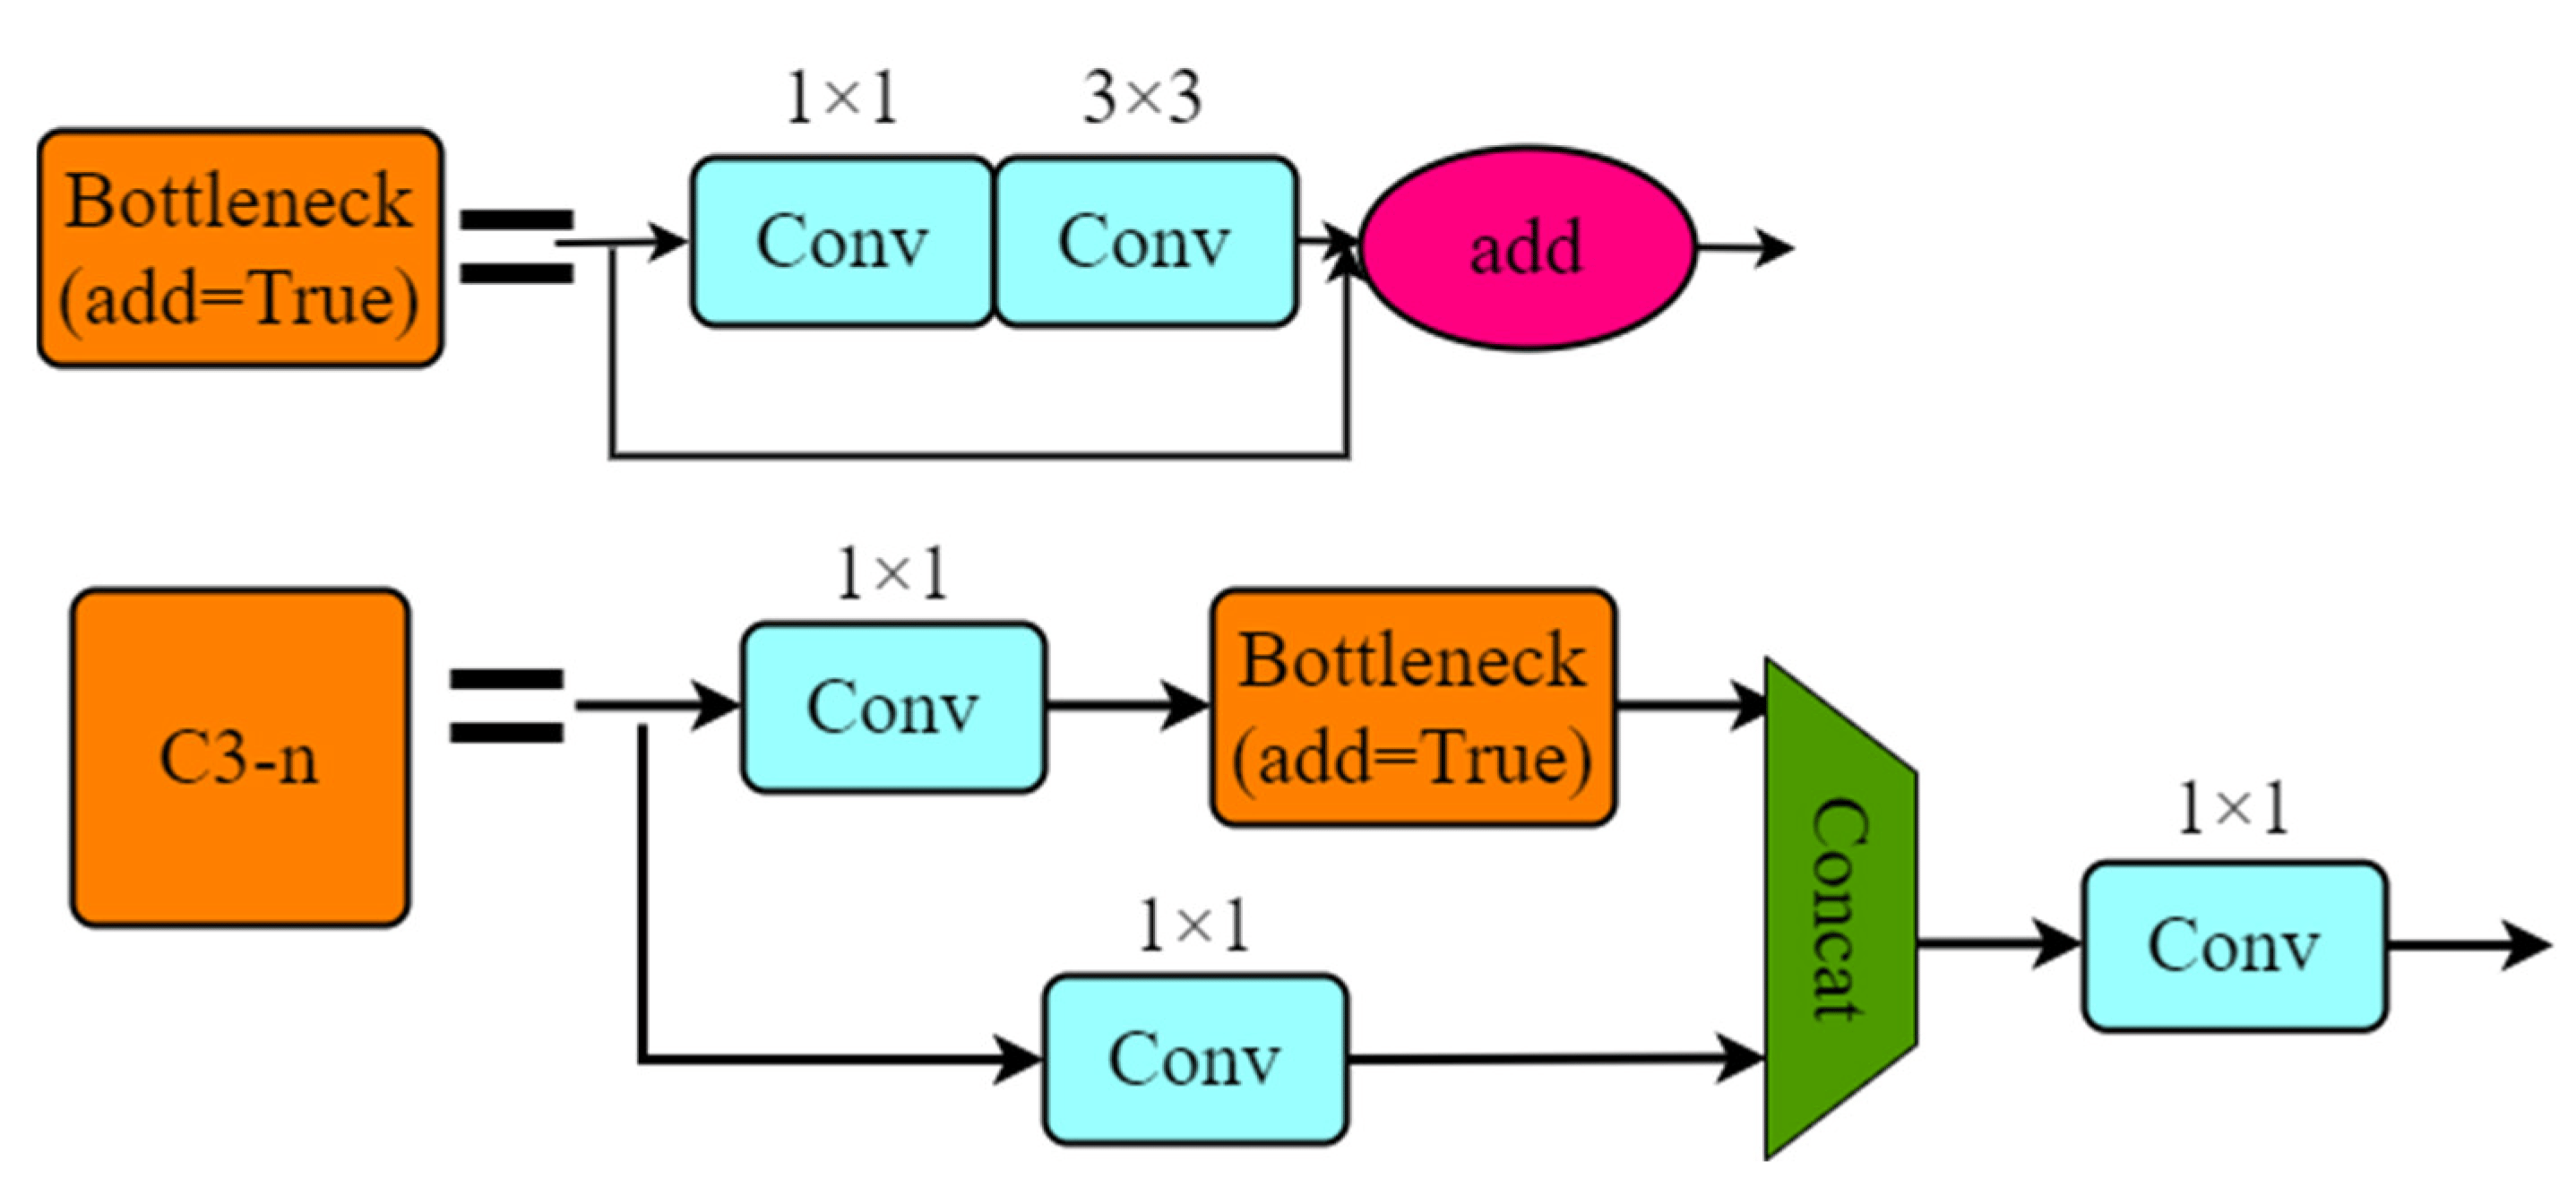 1×1
3×3
Bottleneck
(add=True)
Conv
Conv
add
1×1
C3-n
Conv
Bottleneck
(add=True)
1×1
Conv
Concat
1×1
Conv